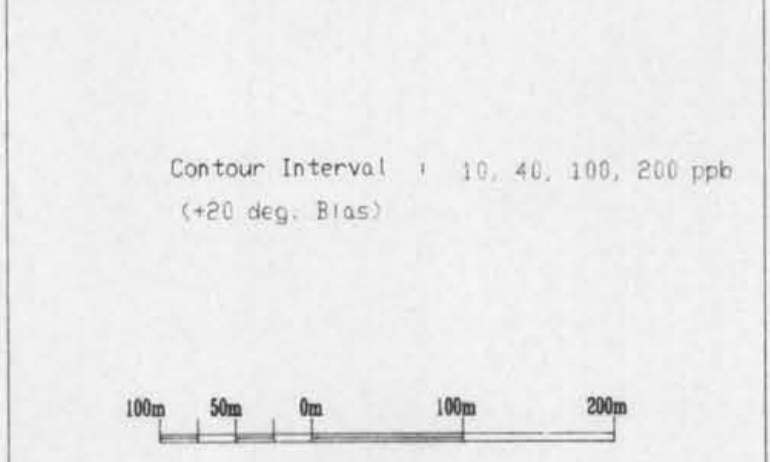 Contour Interval : 10, 40, 100, 200 ppb
(+20 deg. Bias)
100m 50m 0m 100m 200m